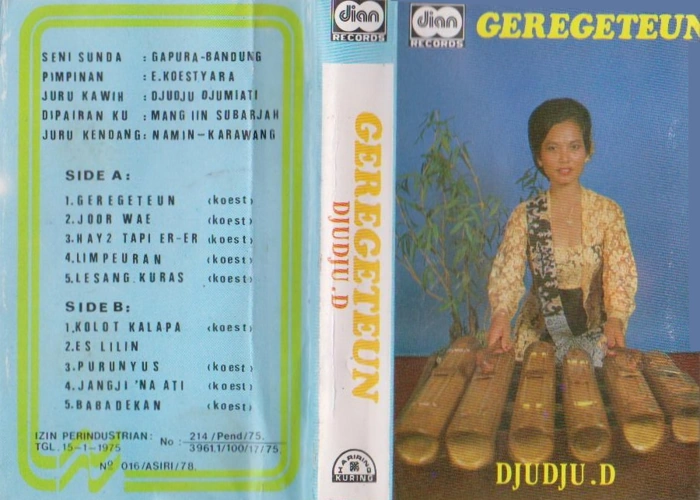 SENI SUNDA : GAPURA-BANDUNG
PIMPINAN : E.KOESTYARA
JURU KAWIH : DJUDJU DJUMIATI
DIPAIRAN KU : MANG IIN SUBARJAH
JURU KENDANG: NAMIN-KARAWANG
SIDE A:
1.GEREGETEUN (koest)
2.JOOR WAE (koest)
3.HAY2 TAPI ER-ER (koest)
4.LIMPEURAN (koest)
5.LESANG.KURAS (koest)
SIDE B:
1.KOLOT KALAPA (koest)
2.ES LILIN
3.PURUNYUS (koest)
4.JANGJI 'NA ATI (koest)
5.BABADEKAN (koest)
IZIN PERINDUSTRIAN: No: 214/Pend/75.
TGL. 15-1-1975 3961.1/100/17/75.
No 016/ASIRI/78.
dian
RECORDS
GEREGETEUN
DJUDJU.D
KURING
dian
RECORDS
GEREGETEUN
DJUDJU.D